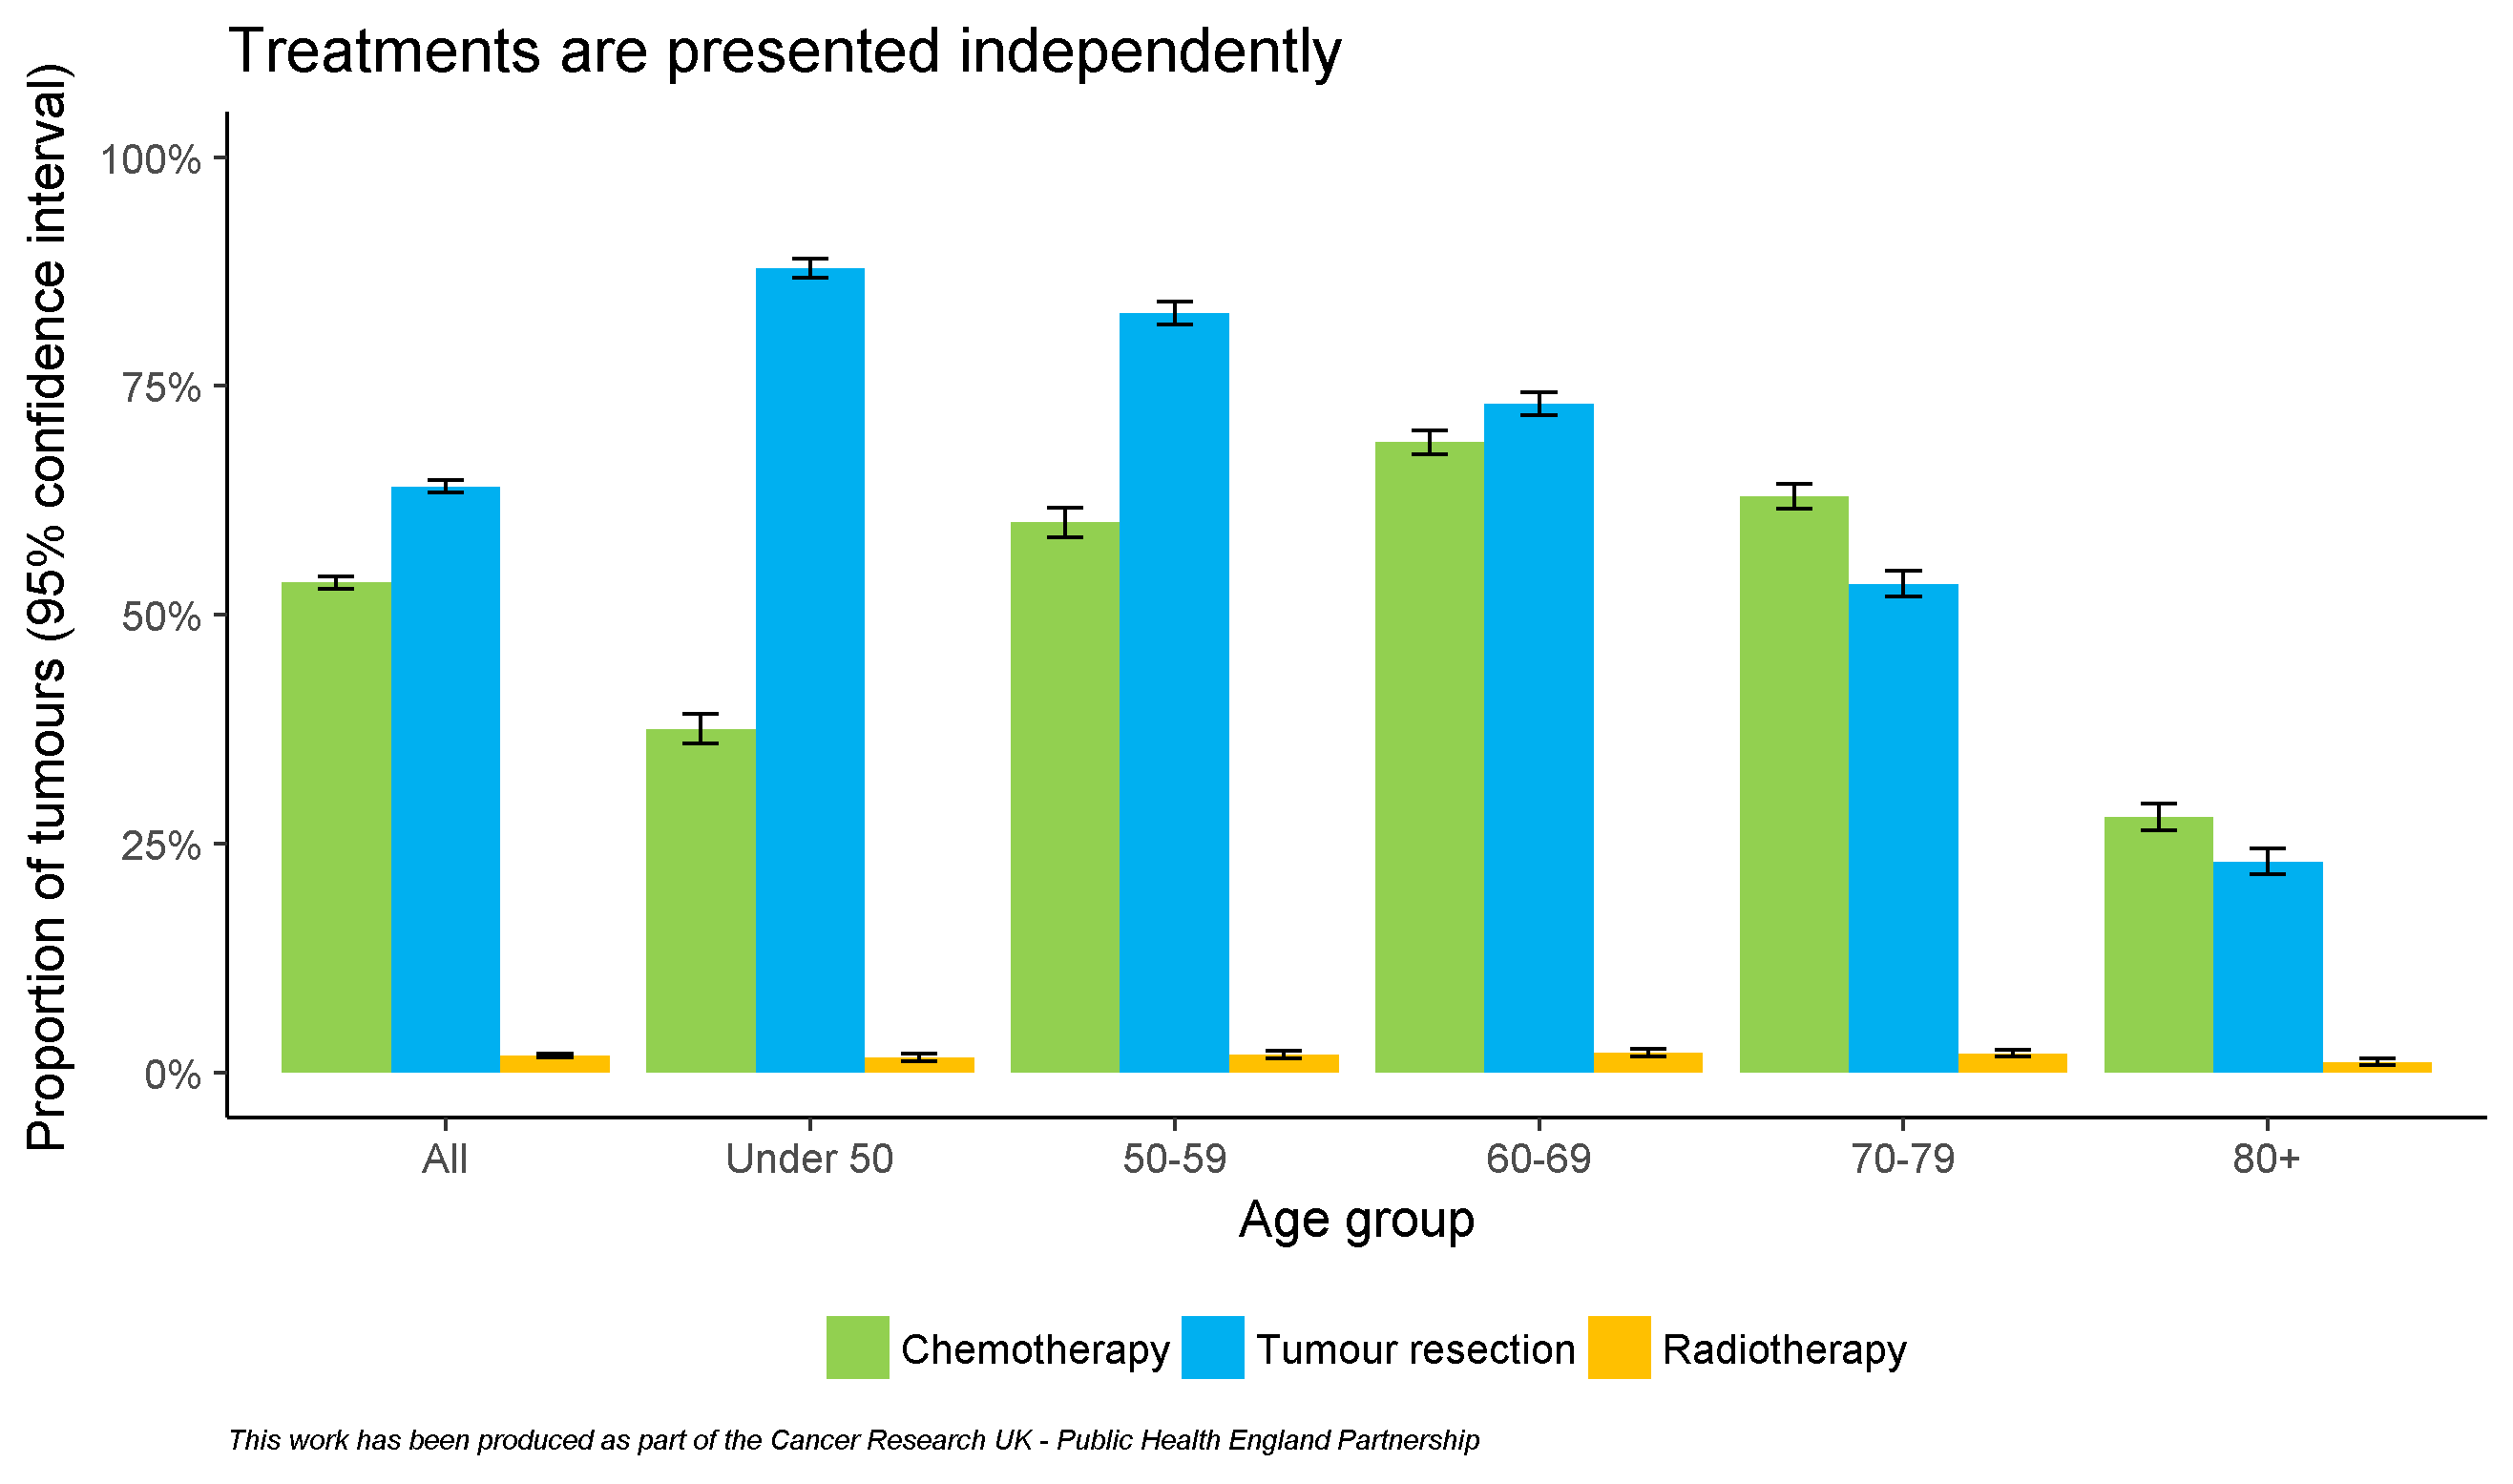 Treatments are presented independently
Proportion of tumours (95% confidence interval)
100%
75%
50%
25%
0%
All
Under 50
50-59
60-69
70-79
80+
Age group
Chemotherapy
Tumour resection
Radiotherapy
This work has been produced as part of the Cancer Research UK - Public Health England Partnership